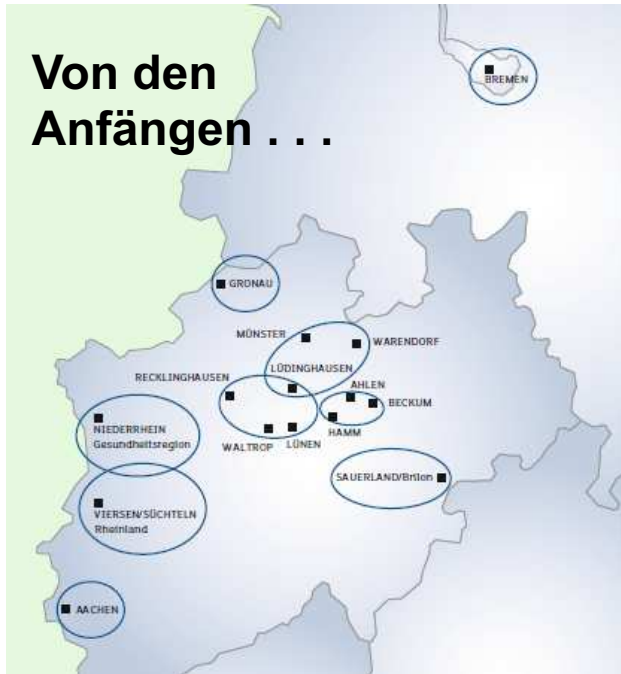 Von den
Anfängen . . .
BREMEN
GRONAU
MÜNSTER
WARENDORF
LÜDINGHAUSEN
RECKLINGHAUSEN
AHLEN
BECKUM
NIEDERRHEIN
Gesundheitsregion
HAMM
WALTROP
LÜNEN
SAUERLAND/Brilon
VIERSEN/SÜCHTELN
Rheinland
AACHEN